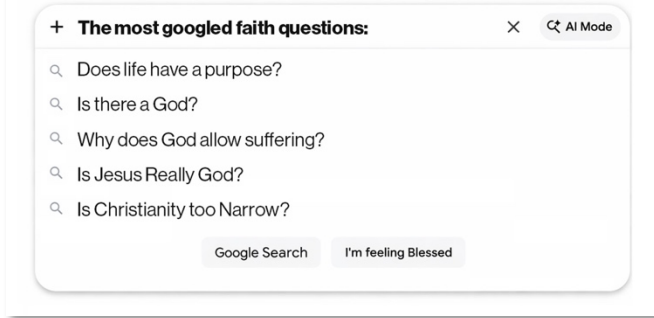 The most googled faith questions:
AI Mode
Does life have a purpose?
Is there a God?
Why does God allow suffering?
Is Jesus Really God?
Is Christianity too Narrow?
Google Search
I'm feeling Blessed